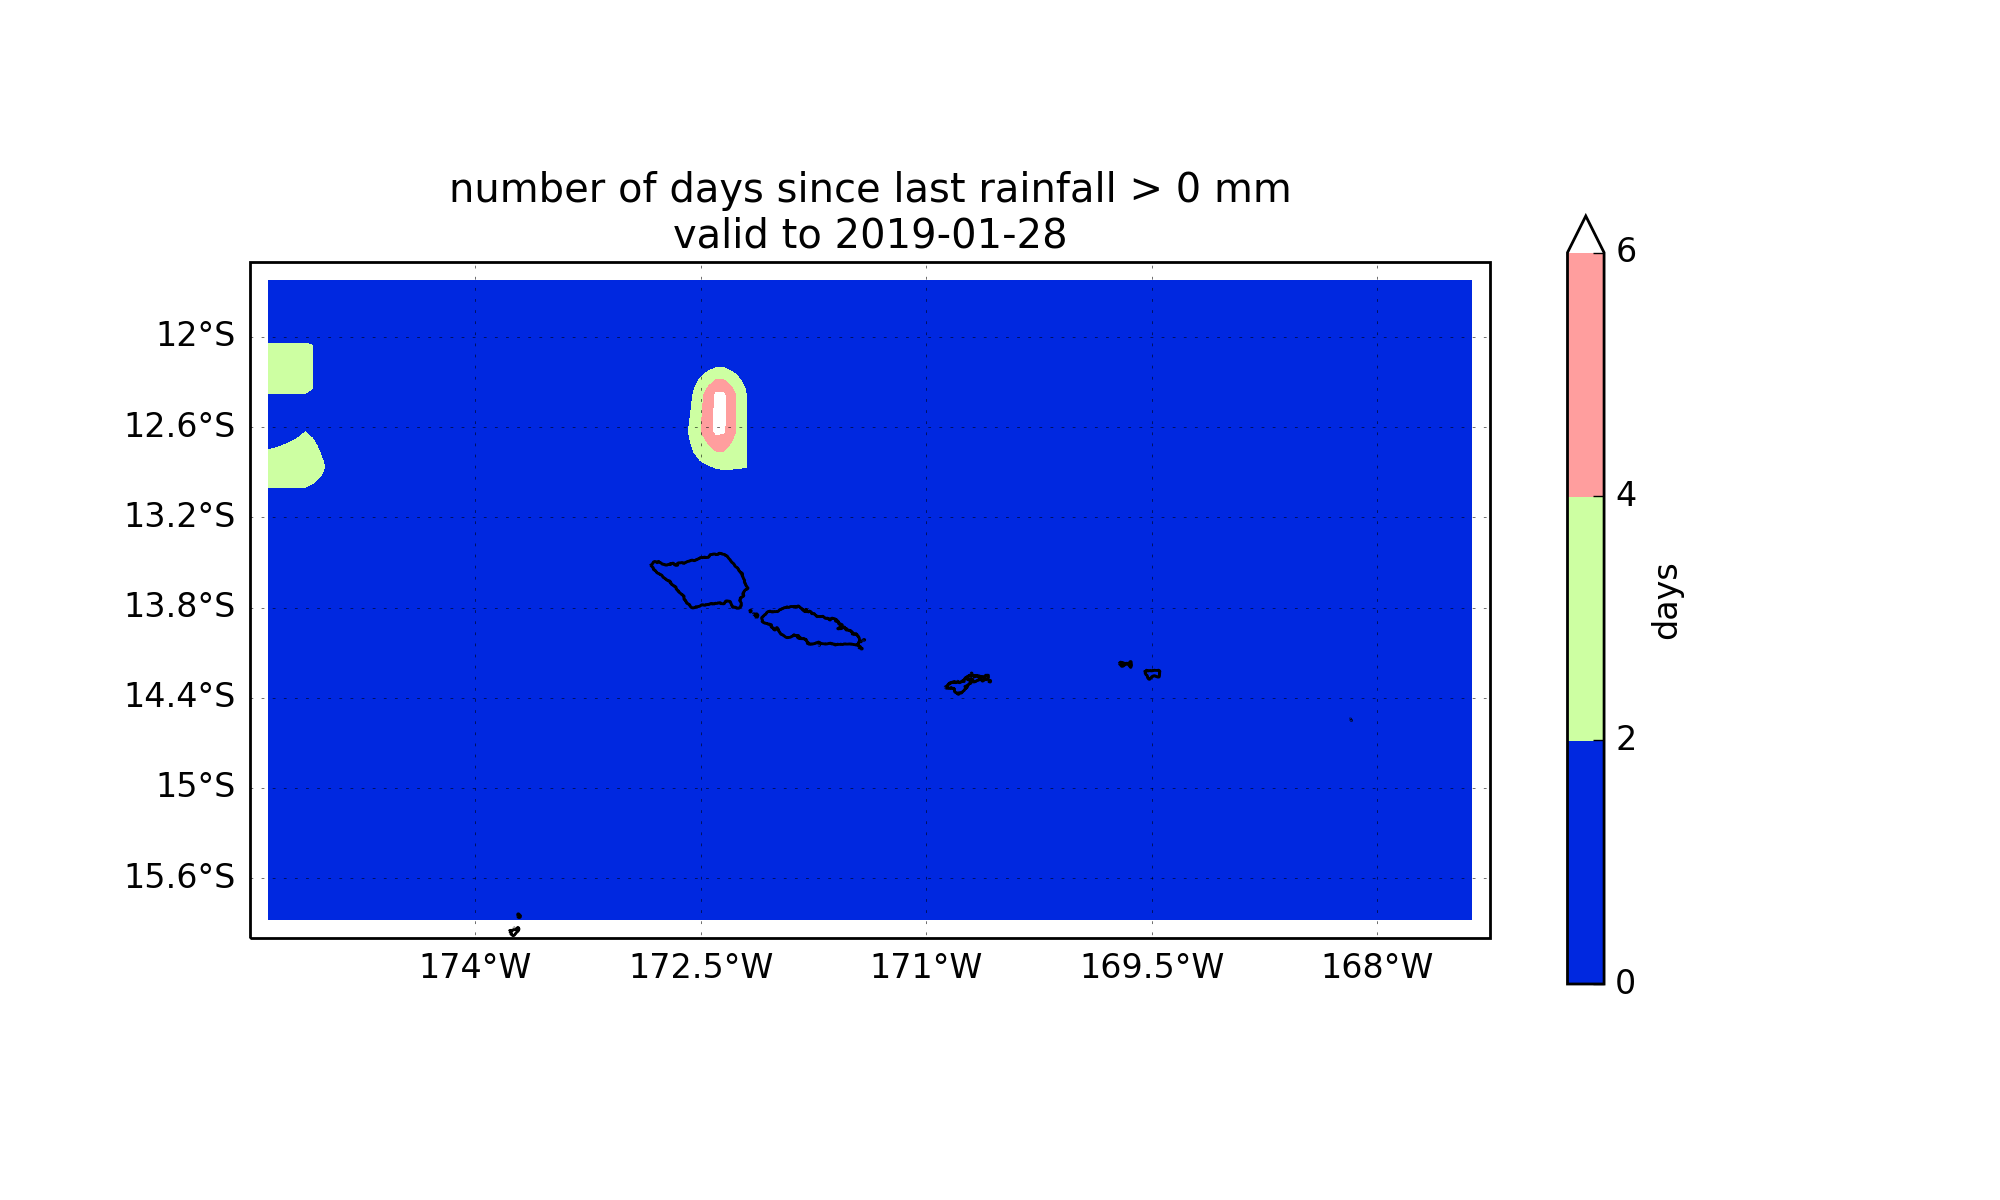 number of days since last rainfall > 0 mm
valid to 2019-01-28
12°S
12.6°S
13.2°S
13.8°S
14.4°S
15°S
15.6°S
174°W
172.5°W
171°W
169.5°W
168°W
6
4
2
0
days